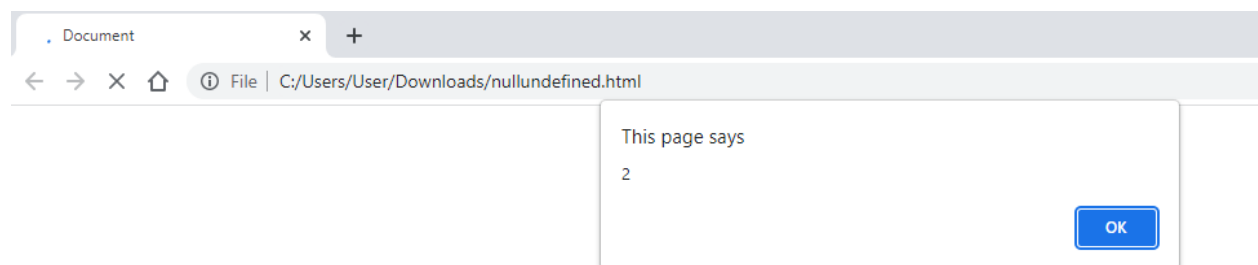 Document
File C:/Users/User/Downloads/nullundefined.html
This page says
2
OK